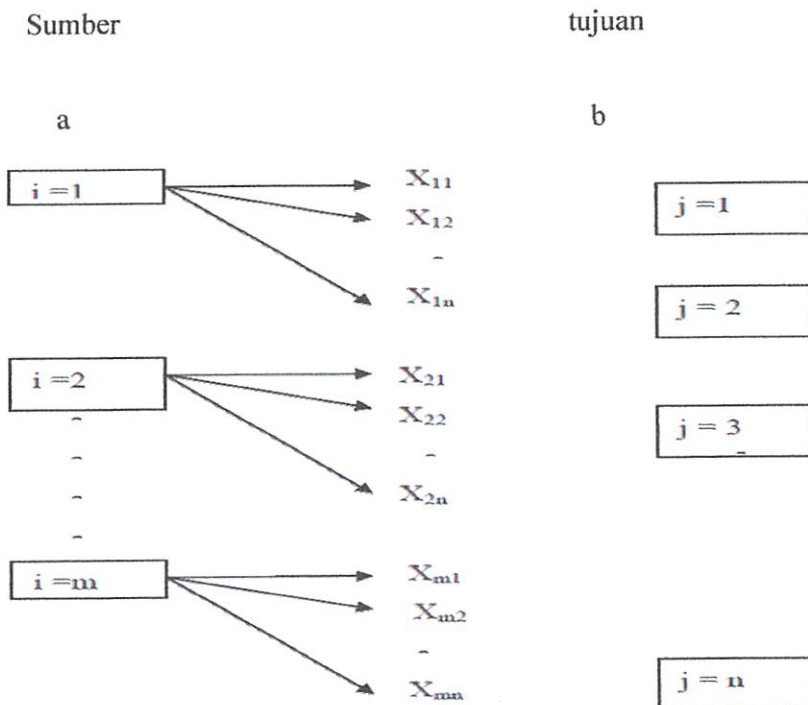 Sumber tujuan
a b
i =1 X₁₁
X₁₂ j =1
X₁ₙ j = 2
i =2 X₂₁
X₂₂ j = 3
X₂ₙ
i =m Xₘ₁
Xₘ₂
Xₘₙ j = n